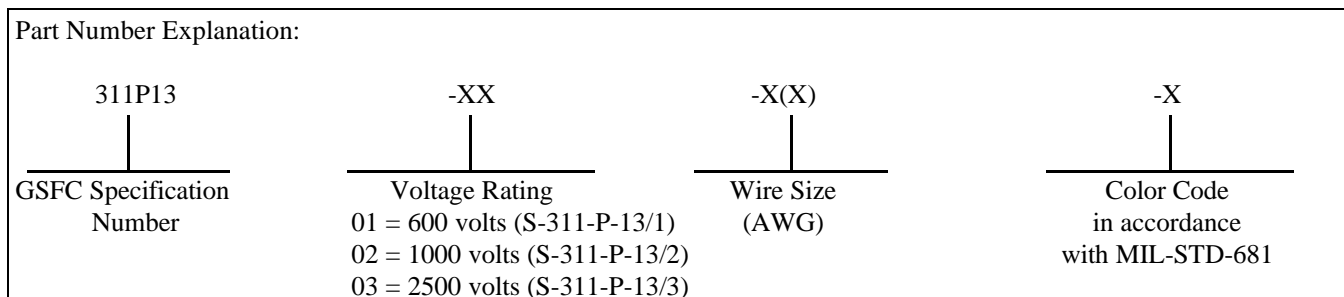 Part Number Explanation:
311P13 -XX -X(X) -X
GSFC Specification Voltage Rating Wire Size Color Code
Number 01 = 600 volts (S-311-P-13/1) (AWG) in accordance
02 = 1000 volts (S-311-P-13/2) with MIL-STD-681
03 = 2500 volts (S-311-P-13/3)